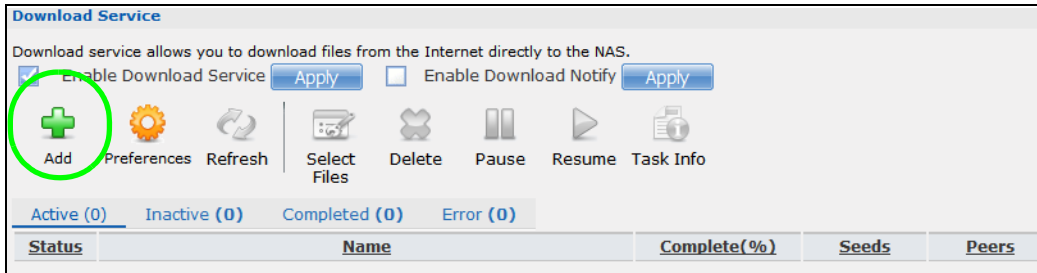 Download Service
Download service allows you to download files from the Internet directly to the NAS.
Enable Download Service Apply Enable Download Notify Apply
Add Preferences Refresh Select Files Delete Pause Resume Task Info
Active (0) Inactive (0) Completed (0) Error (0)
Status Name Complete(%) Seeds Peers